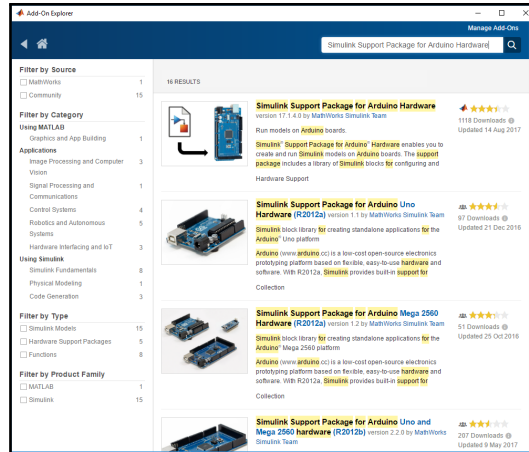 Add-On Explorer
Manage Add-Ons
Simulink Support Package for Arduino Hardware
Filter by Source
MathWorks 1
Community 15
Filter by Category
Using MATLAB
Graphics and App Building 1
Applications
Image Processing and Computer 3
Vision
Signal Processing and 1
Communications
Control Systems 4
Robotics and Autonomous 5
Systems
Hardware Interfacing and IoT 3
Using Simulink
Simulink Fundamentals 8
Physical Modeling 1
Code Generation 3
Filter by Type
Simulink Models 15
Hardware Support Packages 5
Functions 8
Filter by Product Family
MATLAB 1
Simulink 15
16 RESULTS
Simulink Support Package for Arduino Hardware
version 17.1.4.0 by MathWorks Simulink Team
Run models on Arduino boards.
Simulink® Support Package for Arduino® Hardware enables you to
create and run Simulink models on Arduino boards. The support
package includes a library of Simulink blocks for configuring and
Hardware Support
1118 Downloads
Updated 14 Aug 2017
Simulink Support Package for Arduino Uno
Hardware (R2012a) version 1.1 by MathWorks Simulink Team
Simulink block library for creating standalone applications for the
Arduino® Uno platform
Arduino (www.arduino.cc) is a low-cost open-source electronics
prototyping platform based on flexible, easy-to-use hardware and
software. With R2012a, Simulink provides built-in support for
Collection
97 Downloads
Updated 21 Dec 2016
Simulink Support Package for Arduino Mega 2560
Hardware (R2012a) version 1.2 by MathWorks Simulink Team
Simulink block library for creating standalone applications for the
Arduino® Mega 2560 platform
Arduino (www.arduino.cc) is a low-cost open-source electronics
prototyping platform based on flexible, easy-to-use hardware and
software. With R2012a, Simulink provides built-in support for
Collection
51 Downloads
Updated 25 Oct 2016
Simulink Support Package for Arduino Uno and
Mega 2560 hardware (R2012b) version 2.2.0 by MathWorks
Simulink Team
207 Downloads
Updated 9 May 2017